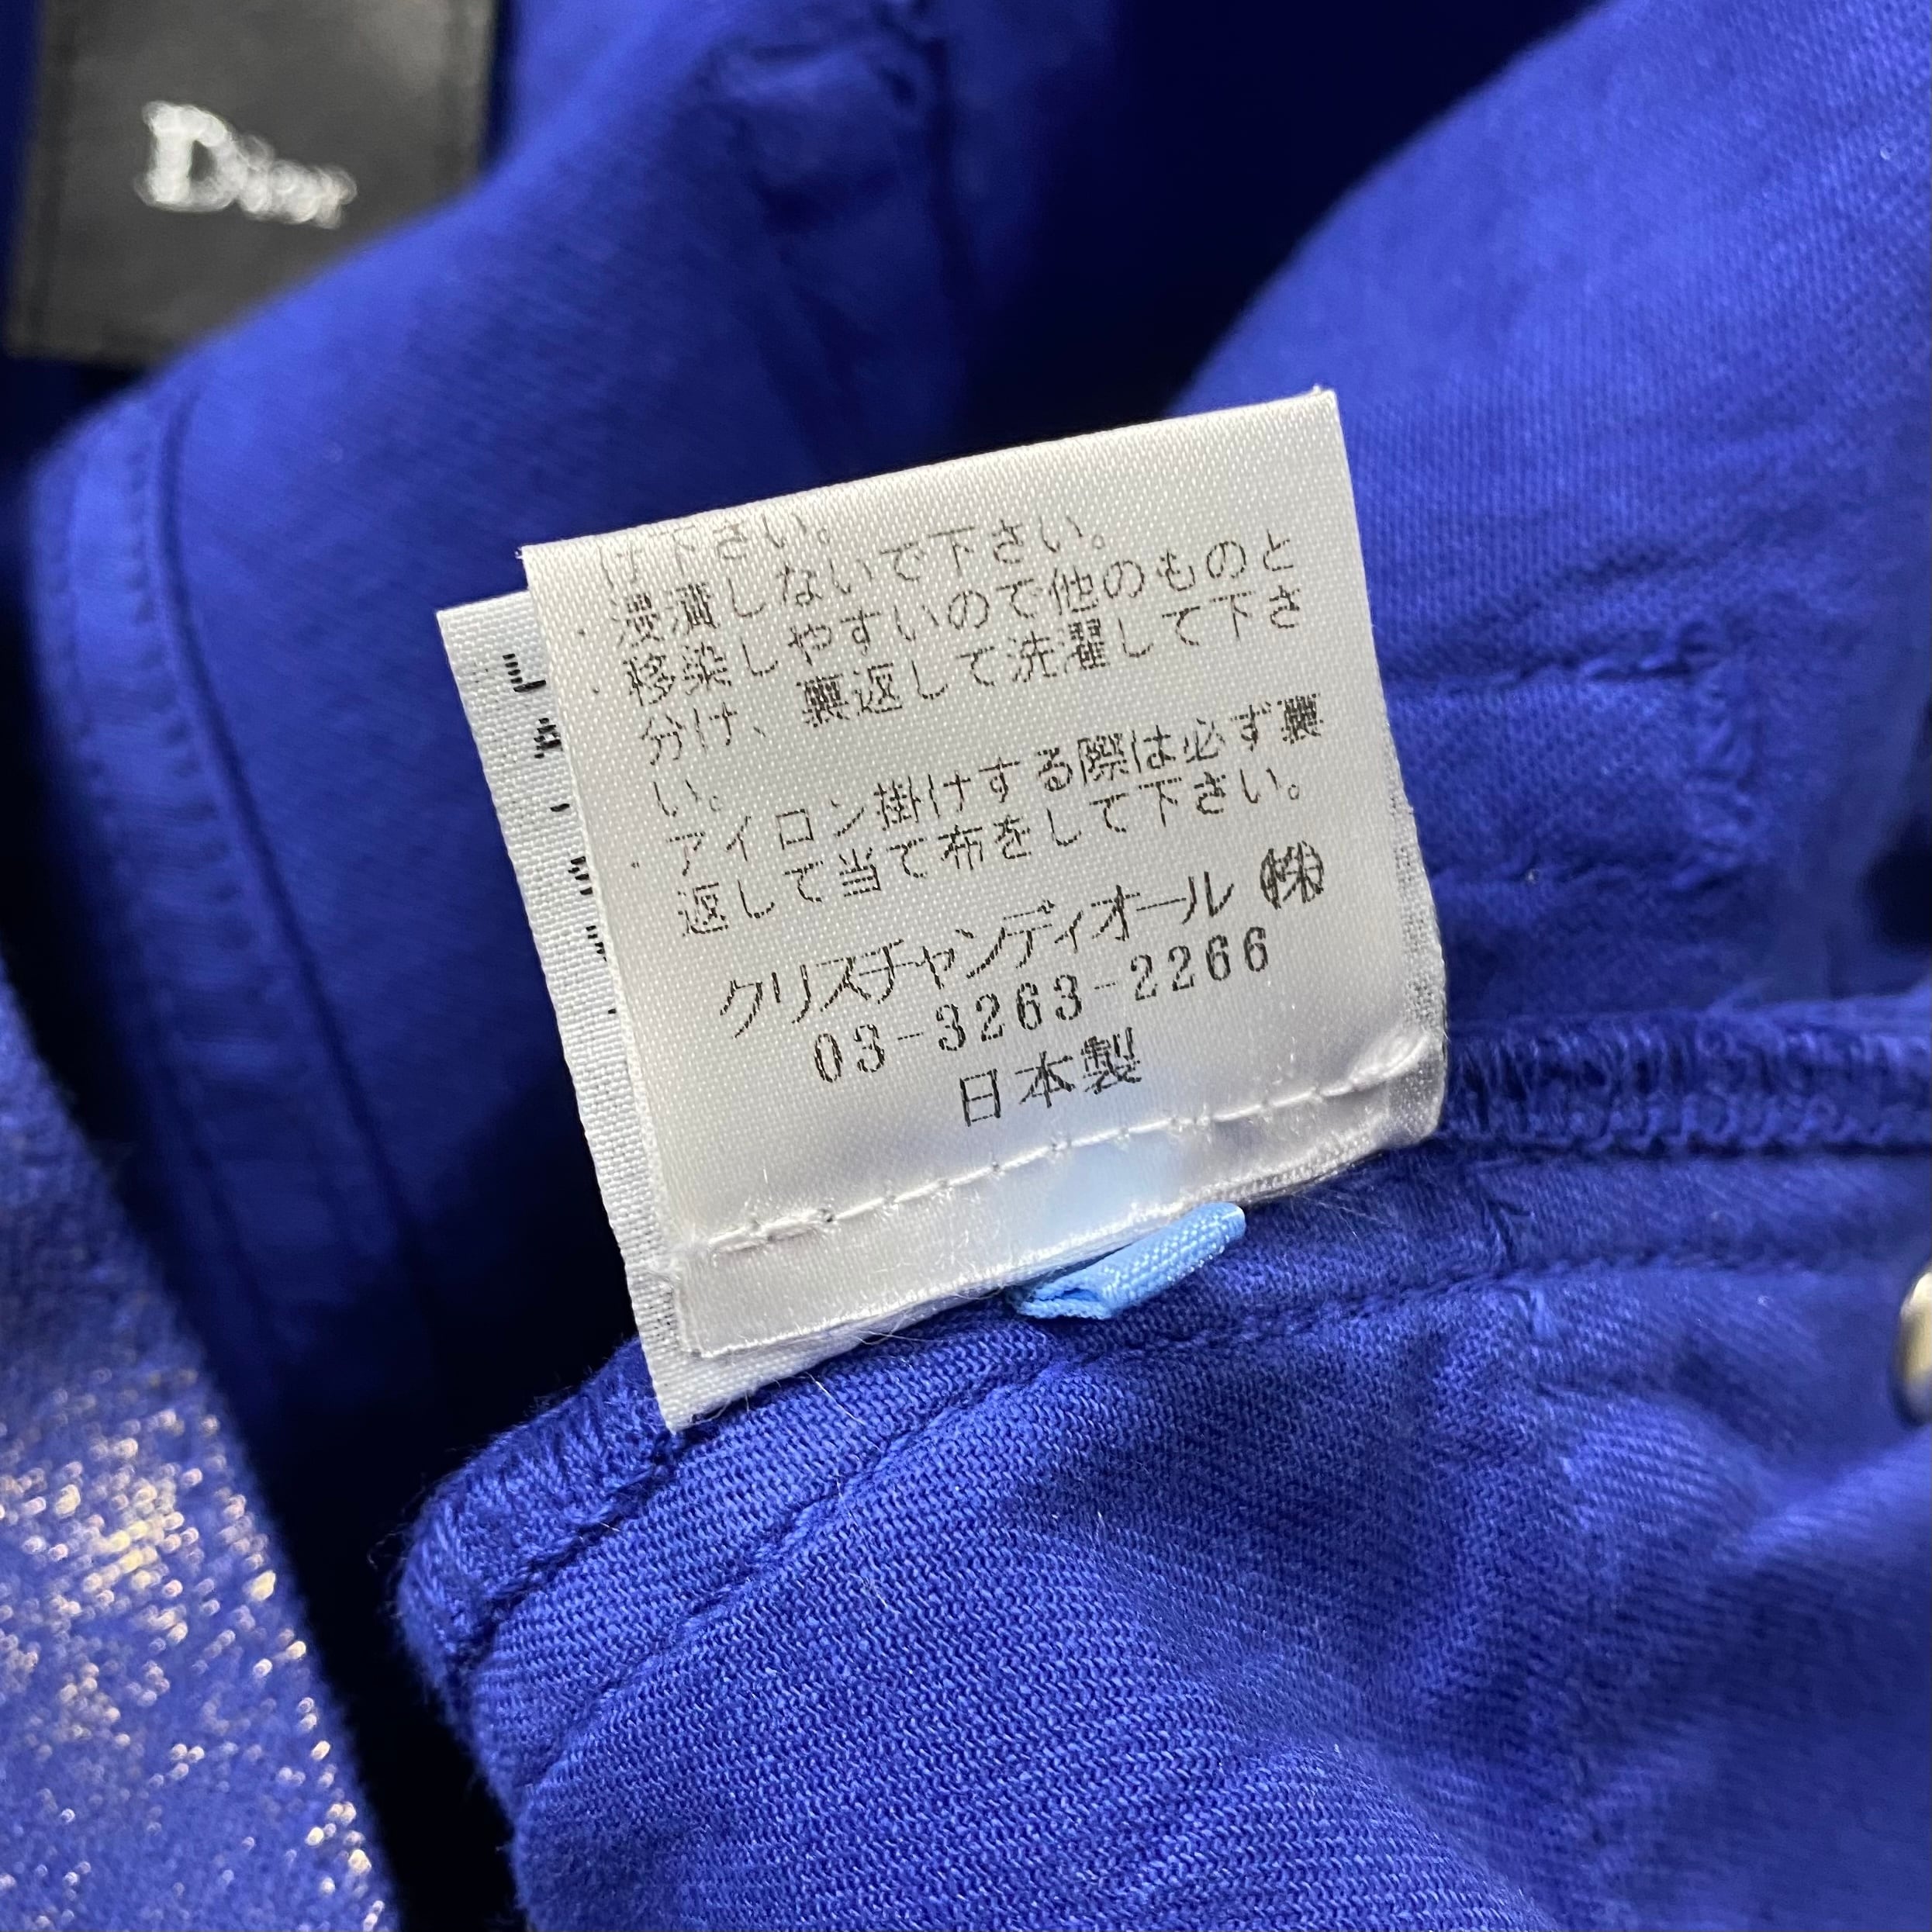 Dior
け下さい。
・浸漬しないで下さい。
・移染しやすいので他のものと
分け、裏返して洗濯して下さ
い。
・アイロン掛けする際は必ず裏
返して当て布をして下さい。
クリスチャンディオール㈱
03-3263-2266
日本製